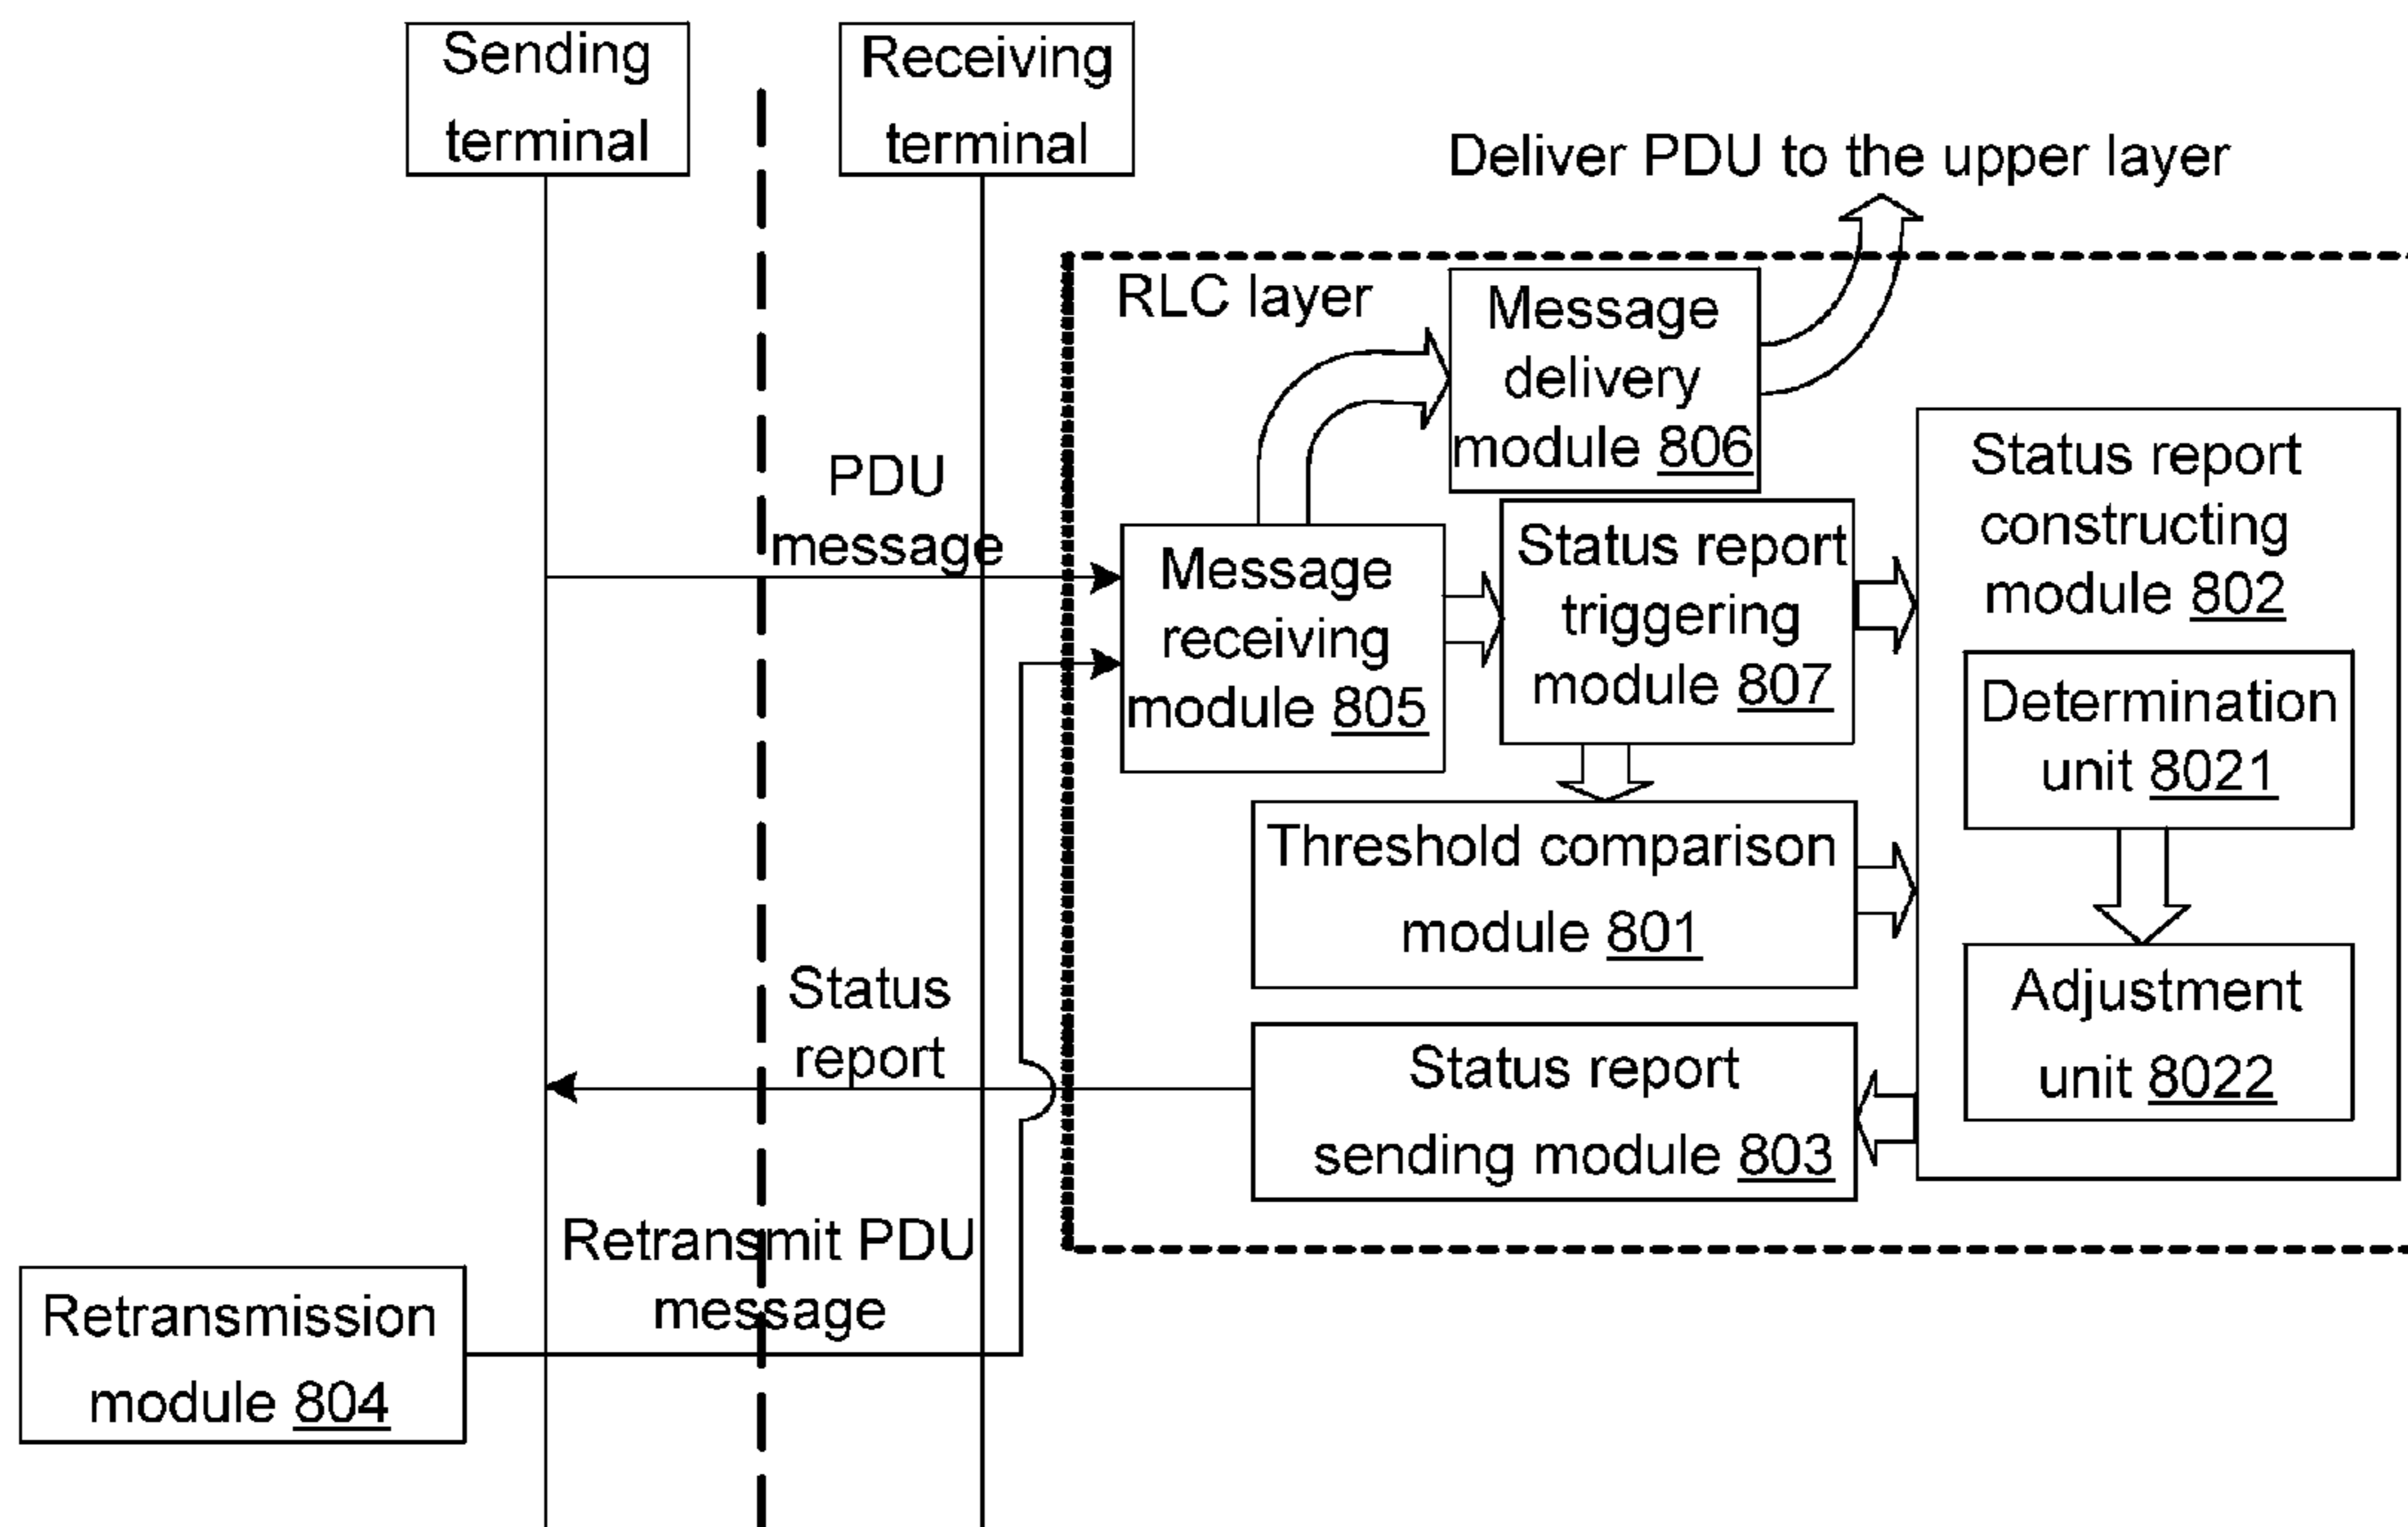 Sending
terminal
Receiving
terminal
Deliver PDU to the upper layer
RLC layer
Message
delivery
module 806
PDU
message
Message
receiving
module 805
Status report
triggering
module 807
Status report
constructing
module 802
Determination
unit 8021
Adjustment
unit 8022
Threshold comparison
module 801
Status
report
Status report
sending module 803
Retransmit PDU
message
Retransmission
module 804